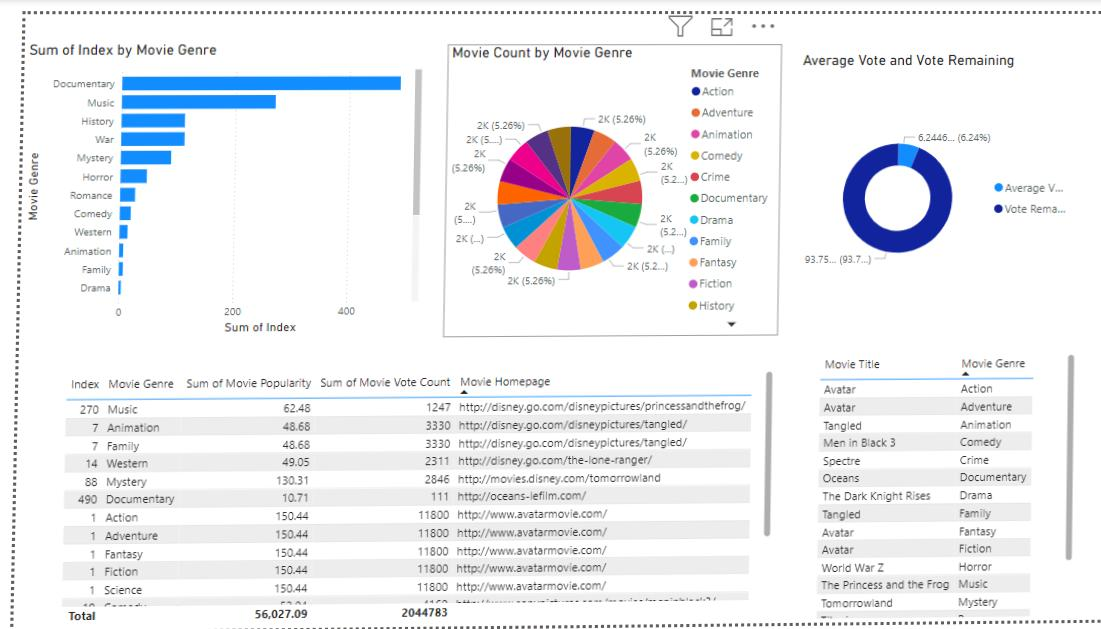 Sum of Index by Movie Genre
Movie Genre
Documentary
Music
History
War
Mystery
Horror
Romance
Comedy
Western
Animation
Family
Drama
0 200 400
Sum of Index
Movie Count by Movie Genre
2K (5.26%)
2K (5.26%)
2K (5.2...)
2K (5.2...)
2K (...)
2K (5.2...)
2K (5.26%)
2K (5.26%)
2K (...)
2K (5....)
2K (5.26%)
2K (5....)
2K (5.26%)
Movie Genre
Action
Adventure
Animation
Comedy
Crime
Documentary
Drama
Family
Fantasy
Fiction
History
Average Vote and Vote Remaining
6.2446... (6.24%)
93.75... (93.7...)
Average V...
Vote Rema...
Index Movie Genre Sum of Movie Popularity Sum of Movie Vote Count Movie Homepage
270 Music 62.48 1247 http://disney.go.com/disneypictures/princessandthefrog/
7 Animation 48.68 3330 http://disney.go.com/disneypictures/tangled/
7 Family 48.68 3330 http://disney.go.com/disneypictures/tangled/
14 Western 49.05 2311 http://disney.go.com/the-lone-ranger/
88 Mystery 130.31 2846 http://movies.disney.com/tomorrowland
490 Documentary 10.71 111 http://oceans-lefilm.com/
1 Action 150.44 11800 http://www.avatarmovie.com/
1 Adventure 150.44 11800 http://www.avatarmovie.com/
1 Fantasy 150.44 11800 http://www.avatarmovie.com/
1 Fiction 150.44 11800 http://www.avatarmovie.com/
1 Science 150.44 11800 http://www.avatarmovie.com/
Total 56,027.09 2044783
Movie Title Movie Genre
Avatar Action
Avatar Adventure
Tangled Animation
Men in Black 3 Comedy
Spectre Crime
Oceans Documentary
The Dark Knight Rises Drama
Tangled Family
Avatar Fantasy
Avatar Fiction
World War Z Horror
The Princess and the Frog Music
Tomorrowland Mystery